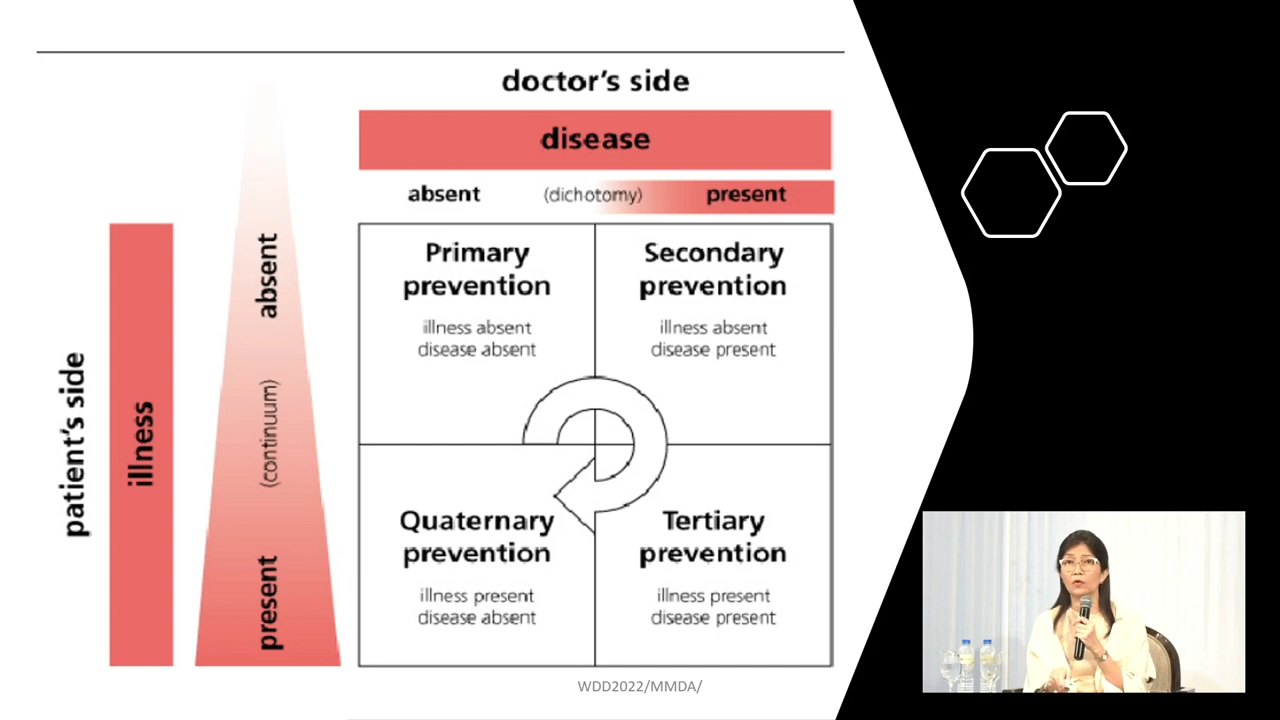 doctor's side
disease
absent
(dichotomy)
present
patient's side
illness
absent
(continuum)
present
Primary
prevention
illness absent
disease absent
Secondary
prevention
illness absent
disease present
Quaternary
prevention
illness present
disease absent
Tertiary
prevention
illness present
disease present
WDD2022/MMDA/